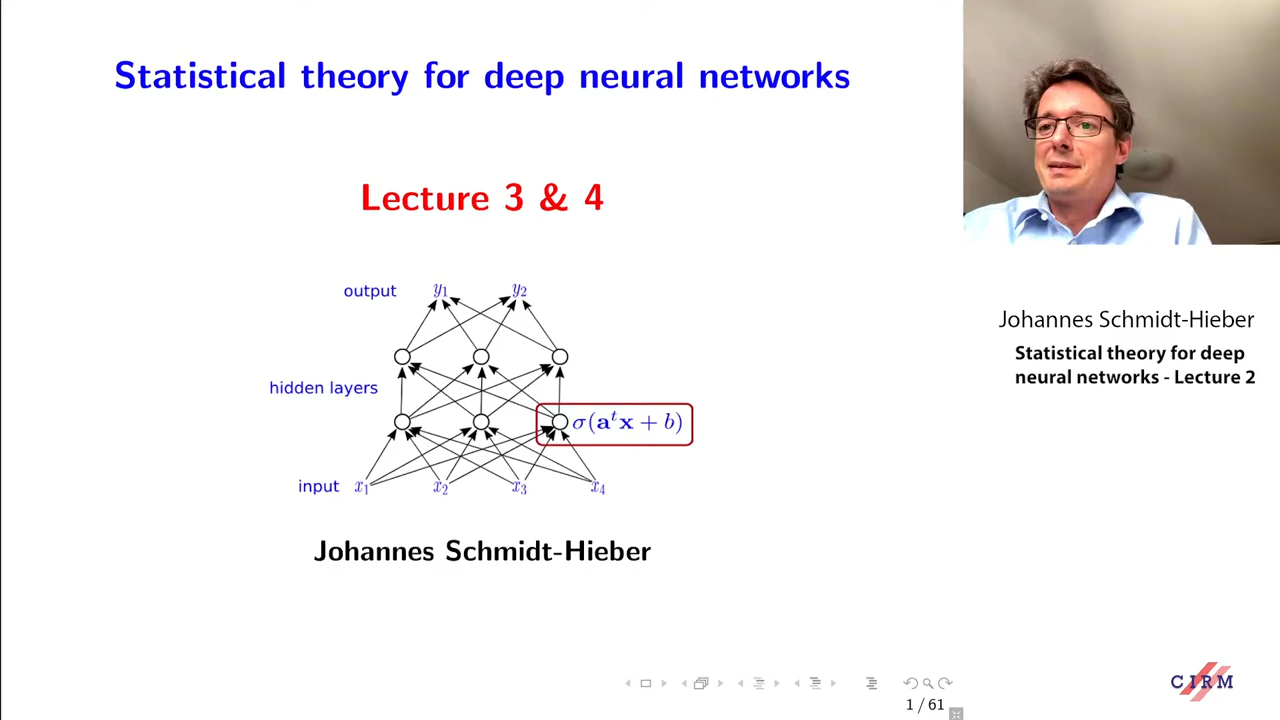 Statistical theory for deep neural networks
Lecture 3 & 4
output y₁ y₂
hidden layers
σ(aᵗx + b)
input x₁ x₂ x₃ x₄
Johannes Schmidt-Hieber
1 / 61
Johannes Schmidt-Hieber
Statistical theory for deep
neural networks - Lecture 2
CIRM